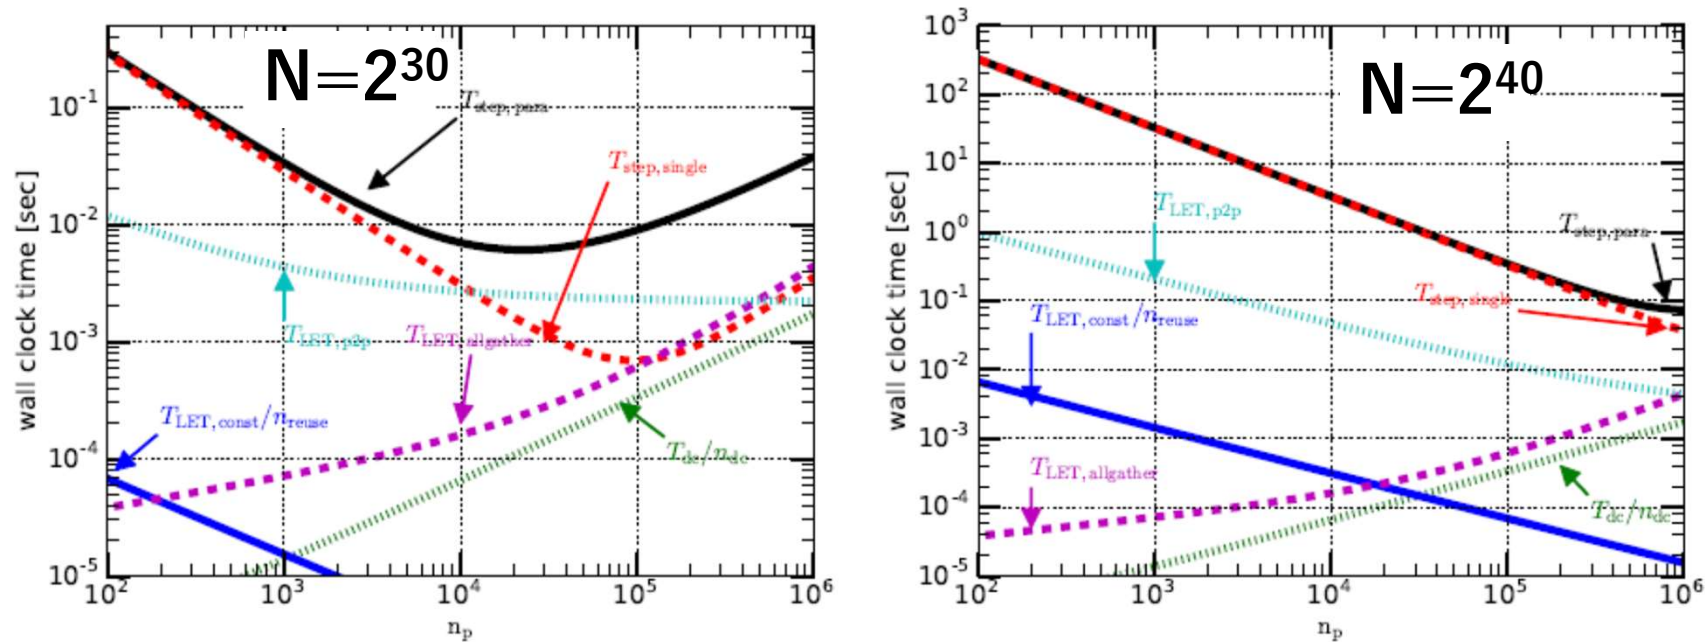 N=2^30
T_step,para
T_step,single
T_LET,p2p
T_LET,allgather
T_LET,const/n_reuse
T_dc/n_dc
wall clock time [sec]
10^-1
10^-2
10^-3
10^-4
10^-5
10^2 10^3 10^4 10^5 10^6
n_p
N=2^40
T_LET,p2p
T_step,para
T_step,single
T_LET,const/n_reuse
T_LET,allgather
T_dc/n_dc
wall clock time [sec]
10^3
10^2
10^1
10^0
10^-1
10^-2
10^-3
10^-4
10^-5
10^2 10^3 10^4 10^5 10^6
n_p